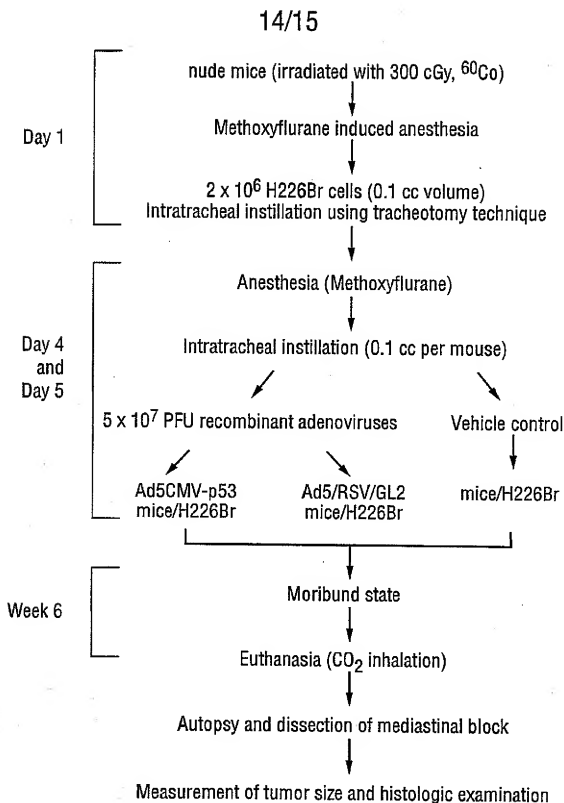 14/15
nude mice (irradiated with 300 cGy, ⁶⁰Co)
Day 1
Methoxyflurane induced anesthesia
2 x 10⁶ H226Br cells (0.1 cc volume)
Intratracheal instillation using tracheotomy technique
Anesthesia (Methoxyflurane)
Day 4
and
Day 5
Intratracheal instillation (0.1 cc per mouse)
5 x 10⁷ PFU recombinant adenoviruses
Vehicle control
Ad5CMV-p53
mice/H226Br
Ad5/RSV/GL2
mice/H226Br
mice/H226Br
Week 6
Moribund state
Euthanasia (CO₂ inhalation)
Autopsy and dissection of mediastinal block
Measurement of tumor size and histologic examination